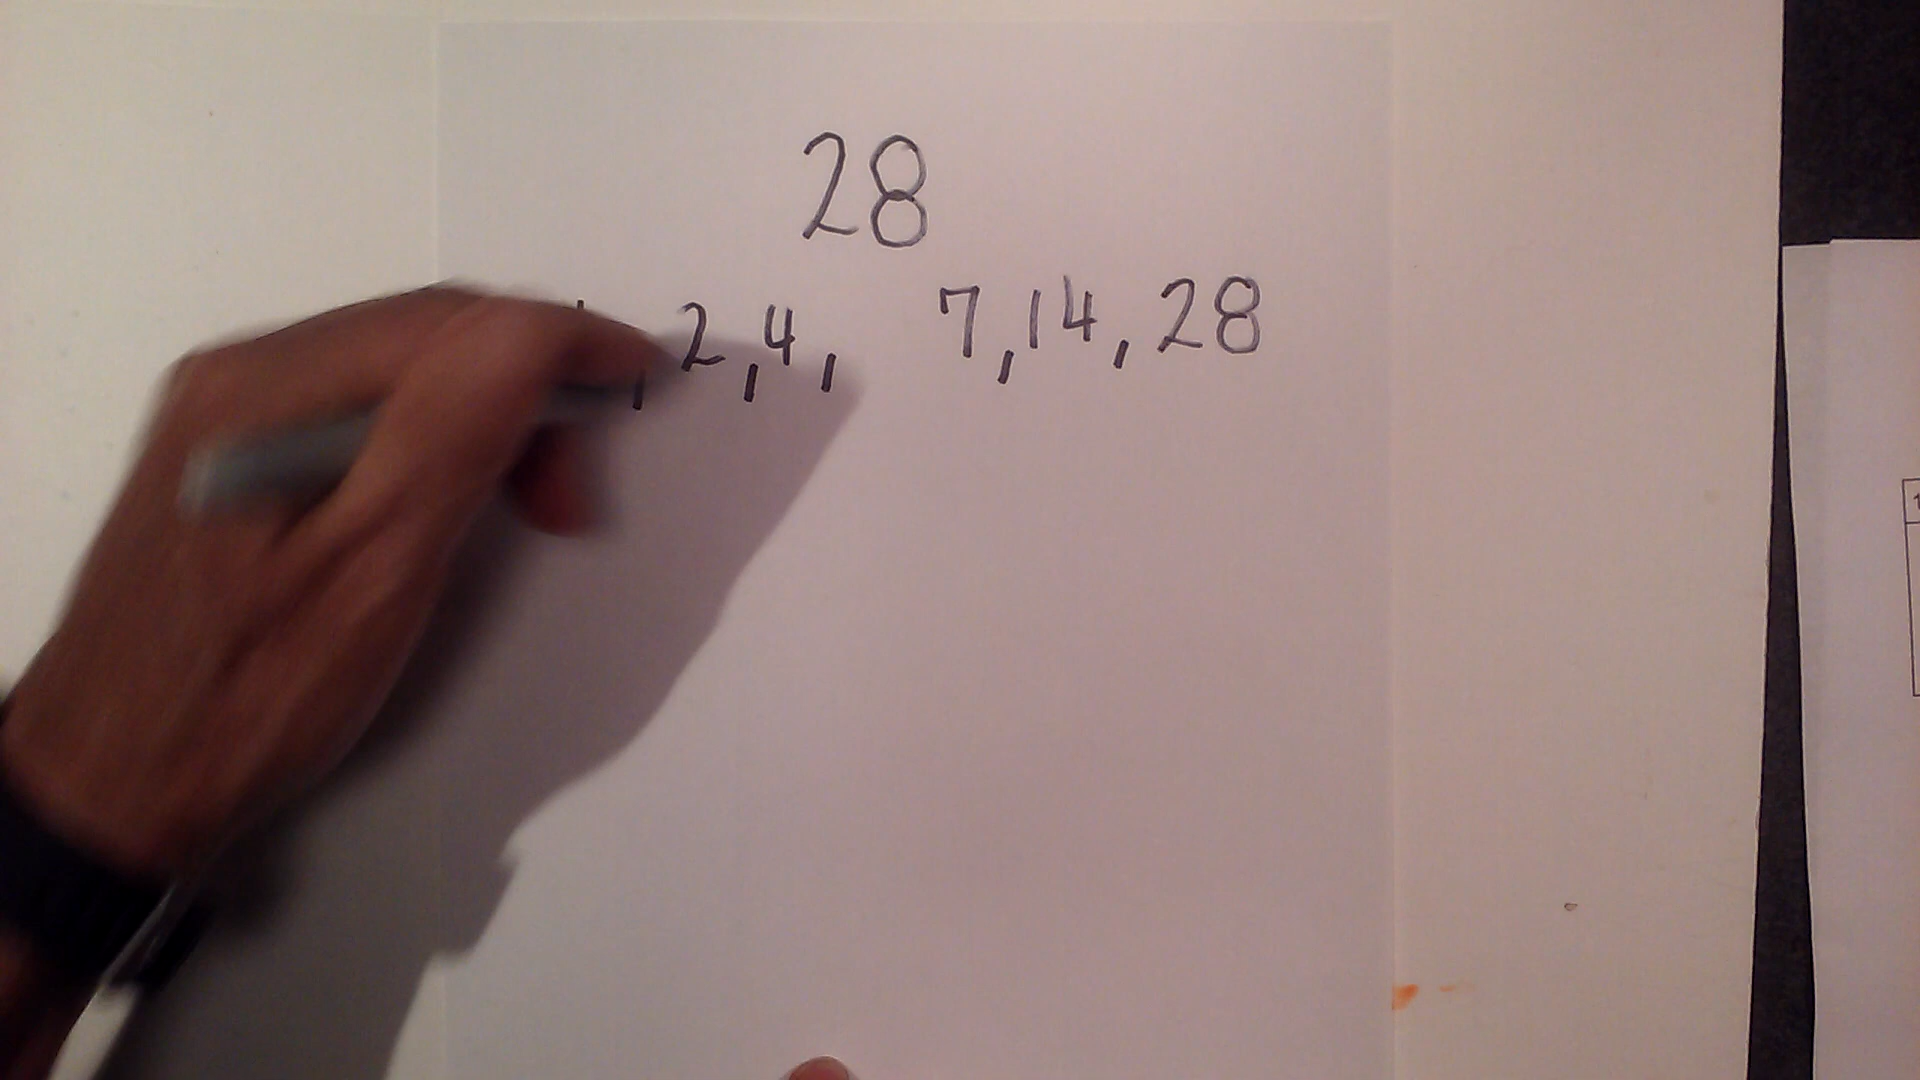 28
, 2, 4, 7, 14, 28